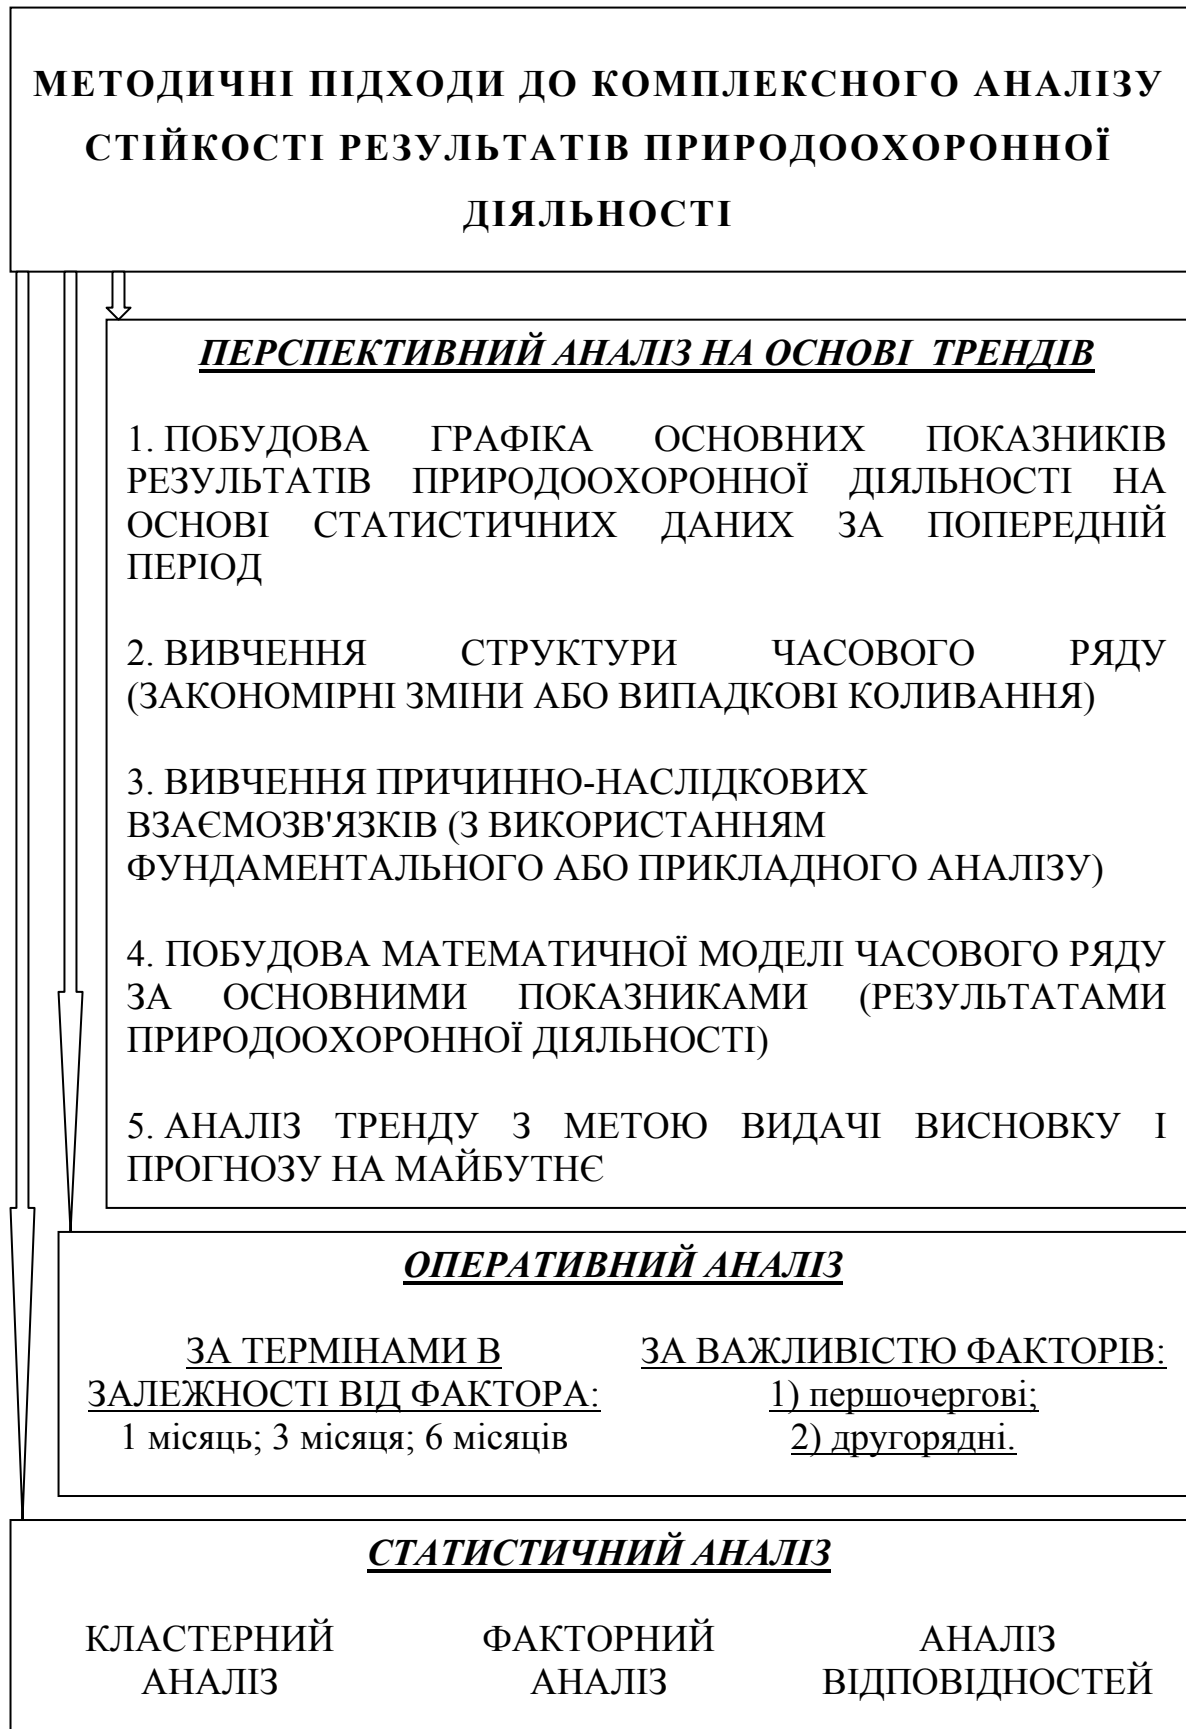 МЕТОДИЧНІ ПІДХОДИ ДО КОМПЛЕКСНОГО АНАЛІЗУ
СТІЙКОСТІ РЕЗУЛЬТАТІВ ПРИРОДООХОРОННОЇ
ДІЯЛЬНОСТІ
ПЕРСПЕКТИВНИЙ АНАЛІЗ НА ОСНОВІ ТРЕНДІВ
1. ПОБУДОВА ГРАФІКА ОСНОВНИХ ПОКАЗНИКІВ
РЕЗУЛЬТАТІВ ПРИРОДООХОРОННОЇ ДІЯЛЬНОСТІ НА
ОСНОВІ СТАТИСТИЧНИХ ДАНИХ ЗА ПОПЕРЕДНІЙ
ПЕРІОД
2. ВИВЧЕННЯ СТРУКТУРИ ЧАСОВОГО РЯДУ
(ЗАКОНОМІРНІ ЗМІНИ АБО ВИПАДКОВІ КОЛИВАННЯ)
3. ВИВЧЕННЯ ПРИЧИННО-НАСЛІДКОВИХ
ВЗАЄМОЗВ'ЯЗКІВ (З ВИКОРИСТАННЯМ
ФУНДАМЕНТАЛЬНОГО АБО ПРИКЛАДНОГО АНАЛІЗУ)
4. ПОБУДОВА МАТЕМАТИЧНОЇ МОДЕЛІ ЧАСОВОГО РЯДУ
ЗА ОСНОВНИМИ ПОКАЗНИКАМИ (РЕЗУЛЬТАТАМИ
ПРИРОДООХОРОННОЇ ДІЯЛЬНОСТІ)
5. АНАЛІЗ ТРЕНДУ З МЕТОЮ ВИДАЧІ ВИСНОВКУ І
ПРОГНОЗУ НА МАЙБУТНЄ
ОПЕРАТИВНИЙ АНАЛІЗ
ЗА ТЕРМІНАМИ В
ЗАЛЕЖНОСТІ ВІД ФАКТОРА:
1 місяць; 3 місяця; 6 місяців
ЗА ВАЖЛИВІСТЮ ФАКТОРІВ:
1) першочергові;
2) другорядні.
СТАТИСТИЧНИЙ АНАЛІЗ
КЛАСТЕРНИЙ
АНАЛІЗ
ФАКТОРНИЙ
АНАЛІЗ
АНАЛІЗ
ВІДПОВІДНОСТЕЙ